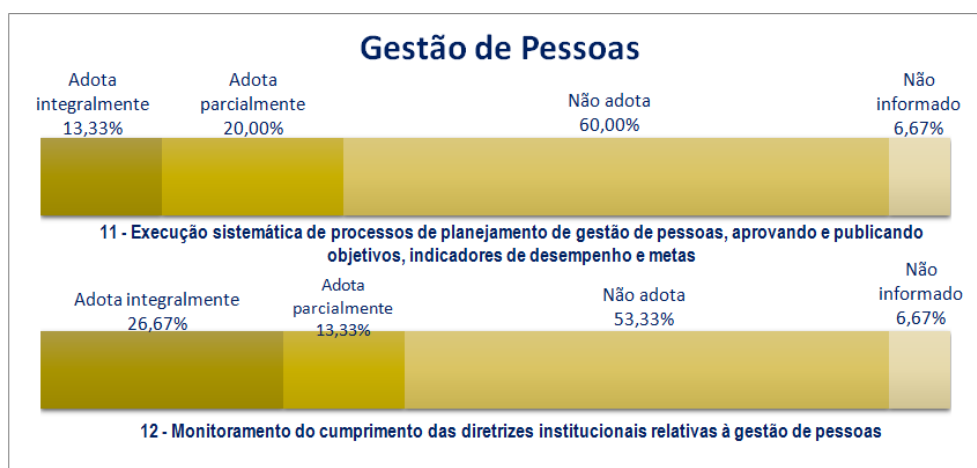 Gestão de Pessoas
Adota
integralmente
13,33%
Adota
parcialmente
20,00%
Não adota
60,00%
Não
informado
6,67%
11 - Execução sistemática de processos de planejamento de gestão de pessoas, aprovando e publicando
objetivos, indicadores de desempenho e metas
Adota integralmente
26,67%
Adota
parcialmente
13,33%
Não adota
53,33%
Não
informado
6,67%
12 - Monitoramento do cumprimento das diretrizes institucionais relativas à gestão de pessoas